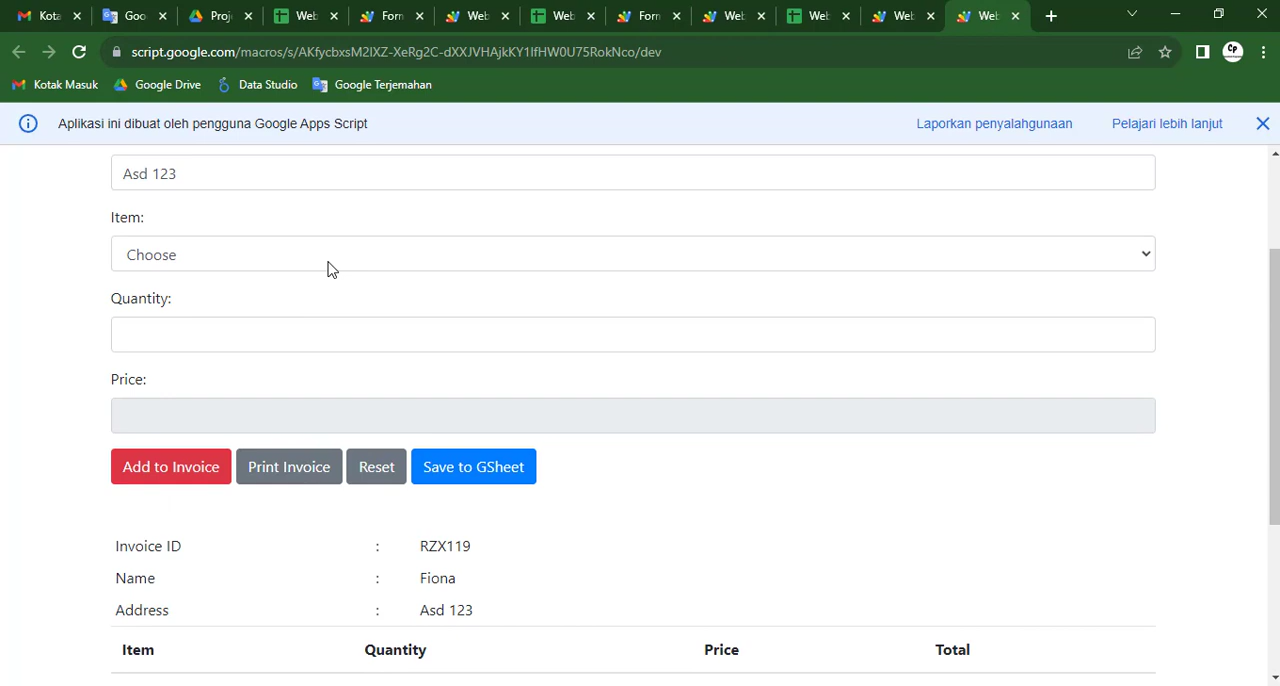 Kota Goo Proj Web Forn Web Web Forn Web Web Web Web
script.google.com/macros/s/AKfycbxsM2IXZ-XeRg2C-dXXJVHAjkKY1lfHW0U75RokNco/dev
Kotak Masuk Google Drive Data Studio Google Terjemahan
Aplikasi ini dibuat oleh pengguna Google Apps Script Laporkan penyalahgunaan Pelajari lebih lanjut
Asd 123
Item:
Choose
Quantity:
Price:
Add to Invoice Print Invoice Reset Save to GSheet
Invoice ID : RZX119
Name : Fiona
Address : Asd 123
Item Quantity Price Total